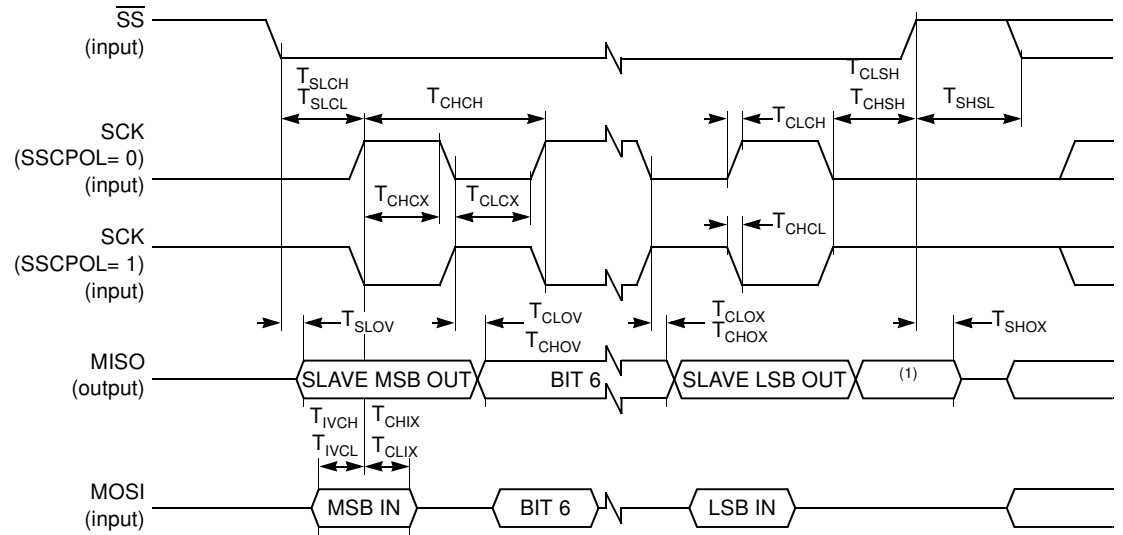 SS
(input)
T_SLCH
T_SLCL
T_CHCH
T_CLCH
T_CLSH
T_CHSH
T_SHSL
SCK
(SSCPOL= 0)
(input)
T_CHCX
T_CLCX
T_CHCL
SCK
(SSCPOL= 1)
(input)
T_SLOV
T_CLOV
T_CHOV
T_CLOX
T_CHOX
T_SHOX
MISO
(output)
SLAVE MSB OUT
BIT 6
SLAVE LSB OUT
(1)
T_IVCH
T_IVCL
T_CHIX
T_CLIX
MOSI
(input)
MSB IN
BIT 6
LSB IN